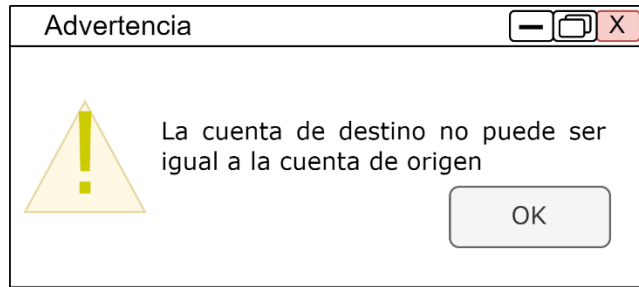 Advertencia
X
!
La cuenta de destino no puede ser
igual a la cuenta de origen
OK